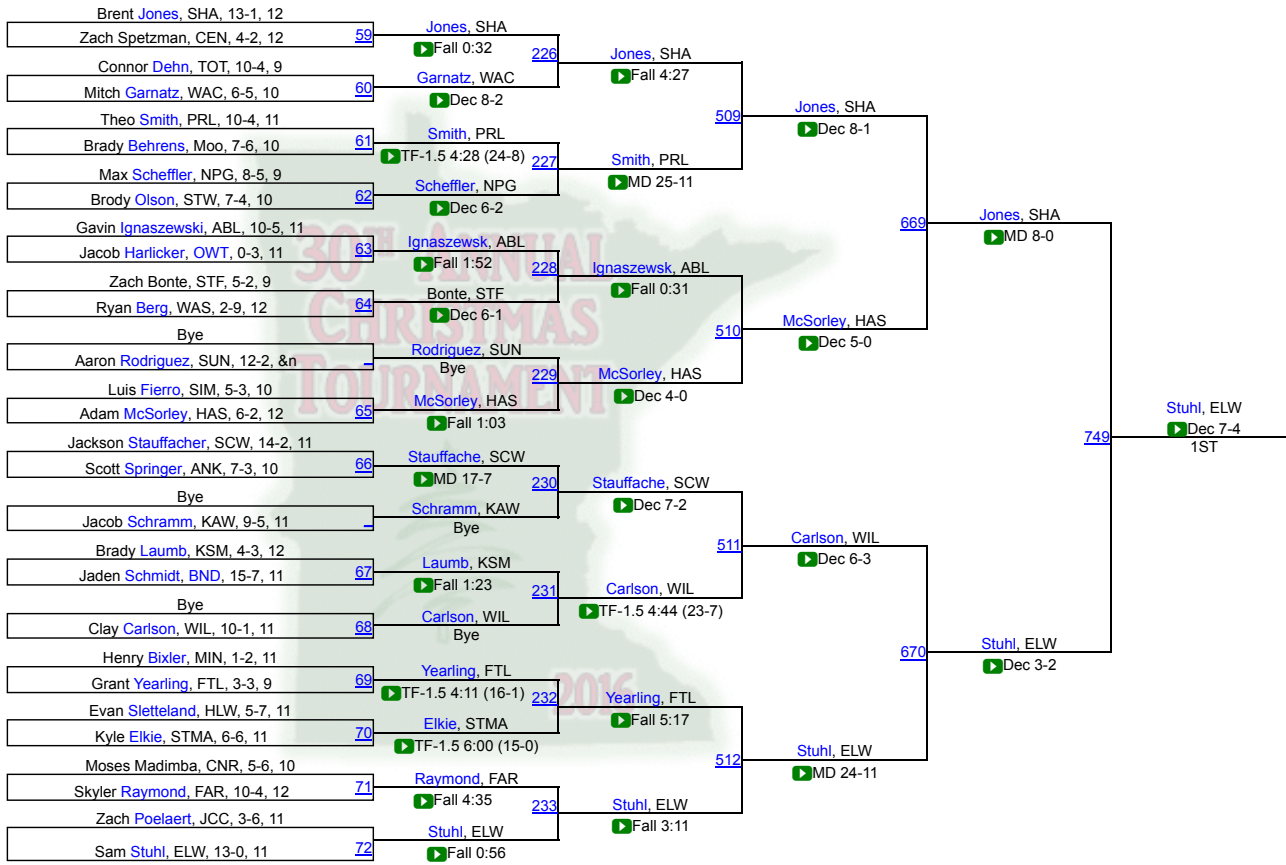 Brent Jones, SHA, 13-1, 12
Zach Spetzman, CEN, 4-2, 12
59
Connor Dehn, TOT, 10-4, 9
Mitch Garnatz, WAC, 6-5, 10
60
Theo Smith, PRL, 10-4, 11
Brady Behrens, Moo, 7-6, 10
61
Max Scheffler, NPG, 8-5, 9
Brody Olson, STW, 7-4, 10
62
Gavin Ignaszewski, ABL, 10-5, 11
Jacob Harlicker, OWT, 0-3, 11
63
Zach Bonte, STF, 5-2, 9
Ryan Berg, WAS, 2-9, 12
64
Bye
Aaron Rodriguez, SUN, 12-2, &n
Luis Fierro, SIM, 5-3, 10
Adam McSorley, HAS, 6-2, 12
65
Jackson Stauffacher, SCW, 14-2, 11
Scott Springer, ANK, 7-3, 10
66
Bye
Jacob Schramm, KAW, 9-5, 11
Brady Laumb, KSM, 4-3, 12
Jaden Schmidt, BND, 15-7, 11
67
Bye
Clay Carlson, WIL, 10-1, 11
68
Henry Bixler, MIN, 1-2, 11
Grant Yearling, FTL, 3-3, 9
69
Evan Sletteland, HLW, 5-7, 11
Kyle Elkie, STMA, 6-6, 11
70
Moses Madimba, CNR, 5-6, 10
Skyler Raymond, FAR, 10-4, 12
71
Zach Poelaert, JCC, 3-6, 11
Sam Stuhl, ELW, 13-0, 11
72
Jones, SHA
Fall 0:32
226
Garnatz, WAC
Dec 8-2
Smith, PRL
TF-1.5 4:28 (24-8)
227
Scheffler, NPG
Dec 6-2
Ignaszewsk, ABL
Fall 1:52
228
Bonte, STF
Dec 6-1
Rodriguez, SUN
Bye
229
McSorley, HAS
Fall 1:03
Stauffache, SCW
MD 17-7
230
Schramm, KAW
Bye
Laumb, KSM
Fall 1:23
231
Carlson, WIL
Bye
Yearling, FTL
TF-1.5 4:11 (16-1)
232
Elkie, STMA
TF-1.5 6:00 (15-0)
Raymond, FAR
Fall 4:35
233
Stuhl, ELW
Fall 0:56
Jones, SHA
Fall 4:27
509
Smith, PRL
MD 25-11
Ignaszewsk, ABL
Fall 0:31
510
McSorley, HAS
Dec 4-0
Stauffache, SCW
Dec 7-2
511
Carlson, WIL
TF-1.5 4:44 (23-7)
Yearling, FTL
Fall 5:17
512
Stuhl, ELW
Fall 3:11
Jones, SHA
Dec 8-1
669
McSorley, HAS
Dec 5-0
Carlson, WIL
Dec 6-3
670
Stuhl, ELW
MD 24-11
Jones, SHA
MD 8-0
749
Stuhl, ELW
Dec 3-2
Stuhl, ELW
Dec 7-4
1ST
30TH ANNUAL
CHRISTMAS
TOURNAMENT
2016